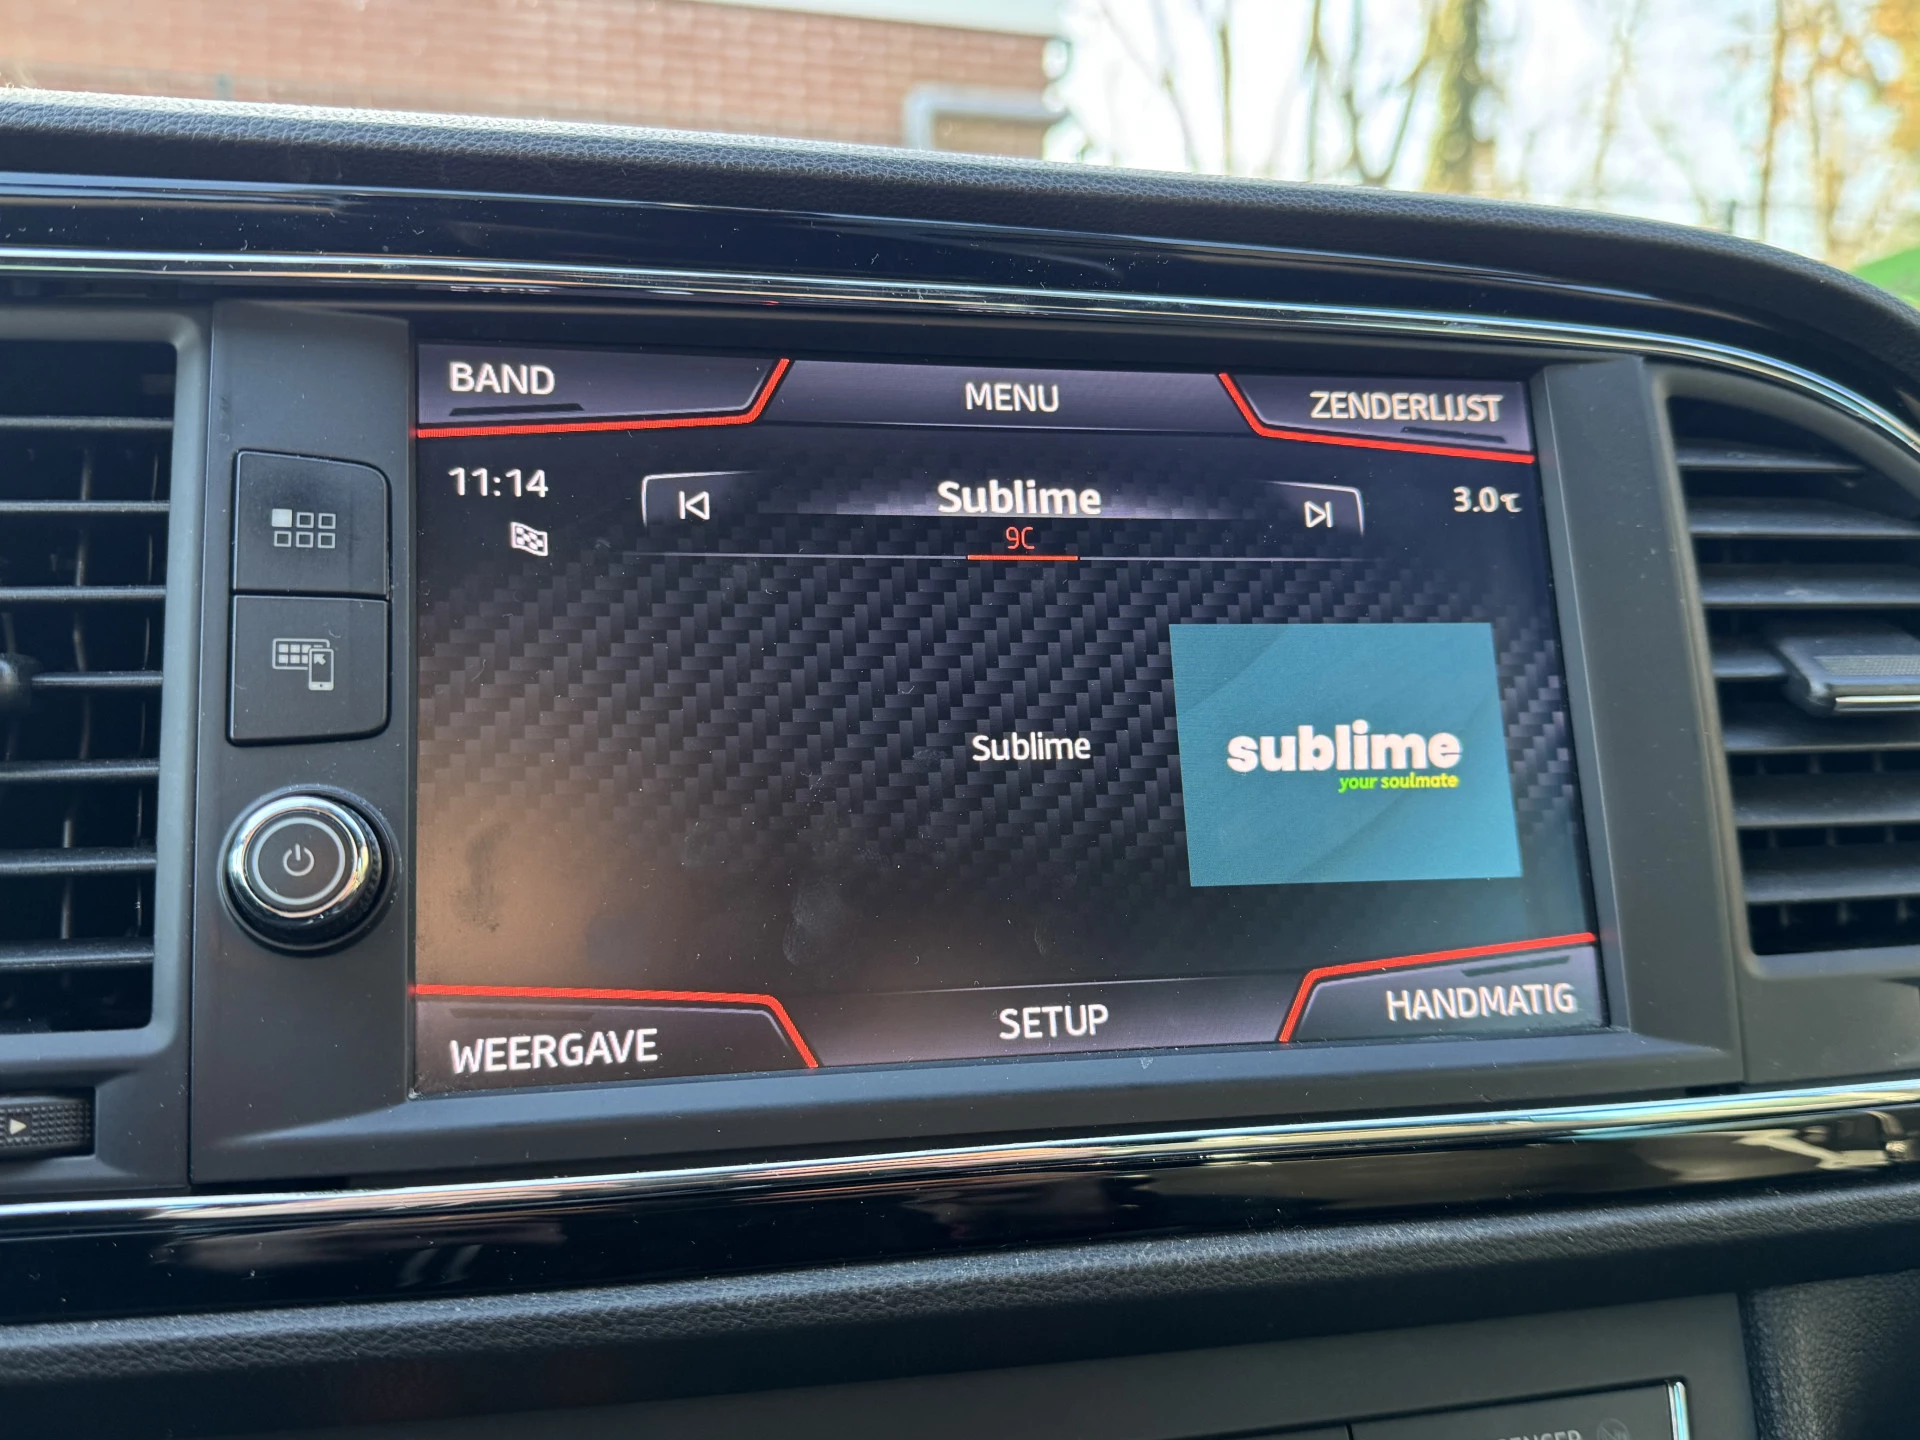 BAND
MENU
ZENDERLIJST
11:14
Sublime
3.0℃
9C
Sublime
sublime
your soulmate
WEERGAVE
SETUP
HANDMATIG